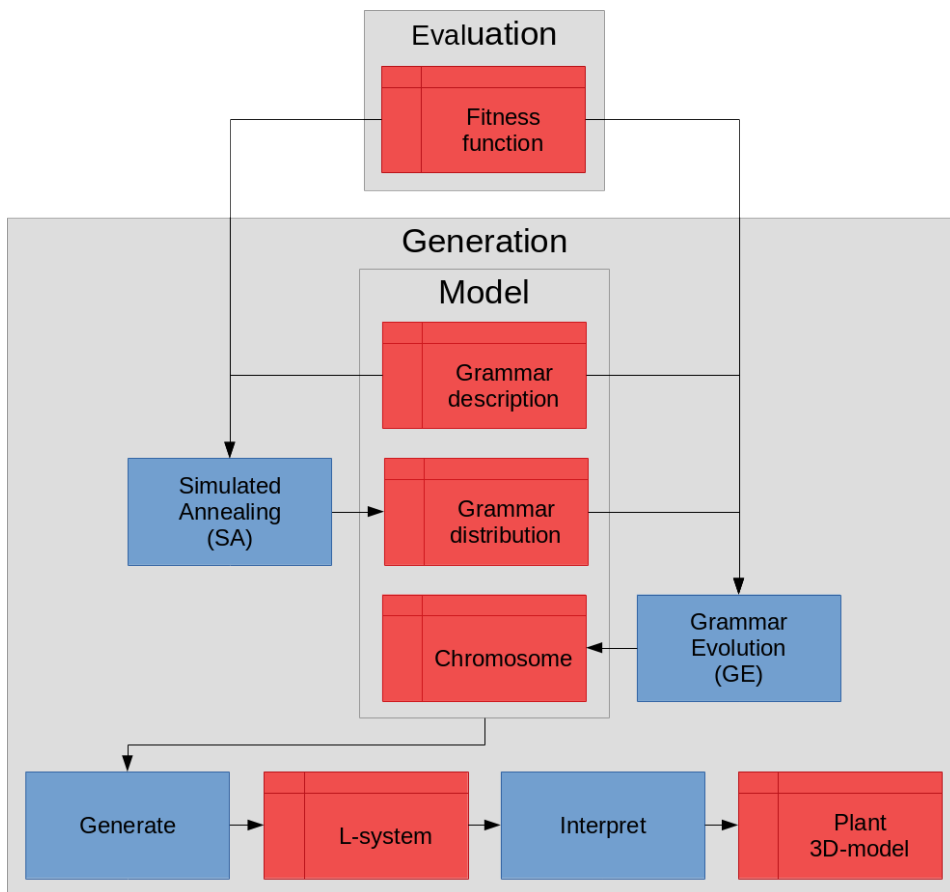 Evaluation
Fitness
function
Generation
Model
Grammar
description
Simulated
Annealing
(SA)
Grammar
distribution
Chromosome
Grammar
Evolution
(GE)
Generate
L-system
Interpret
Plant
3D-model